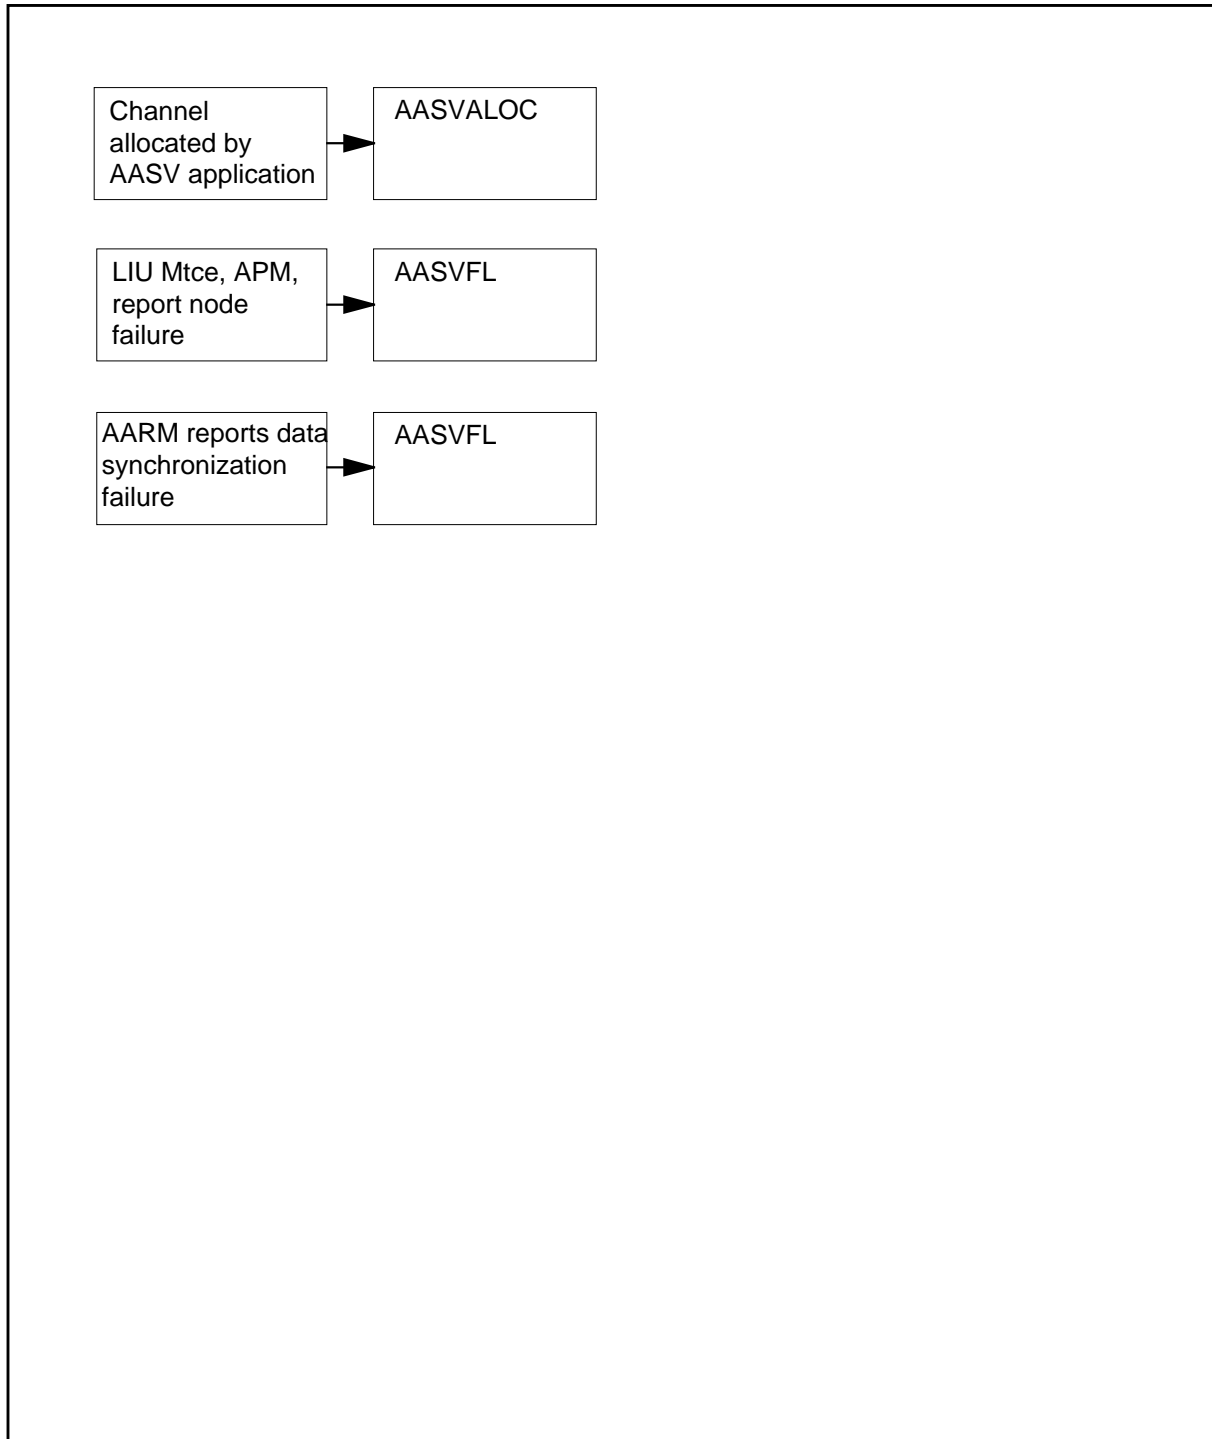 Channel
allocated by
AASV application
AASVALOC
LIU Mtce, APM,
report node
failure
AASVFL
AARM reports data
synchronization
failure
AASVFL